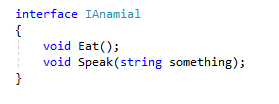 interface IAnamial
{
void Eat();
void Speak(string something);
}